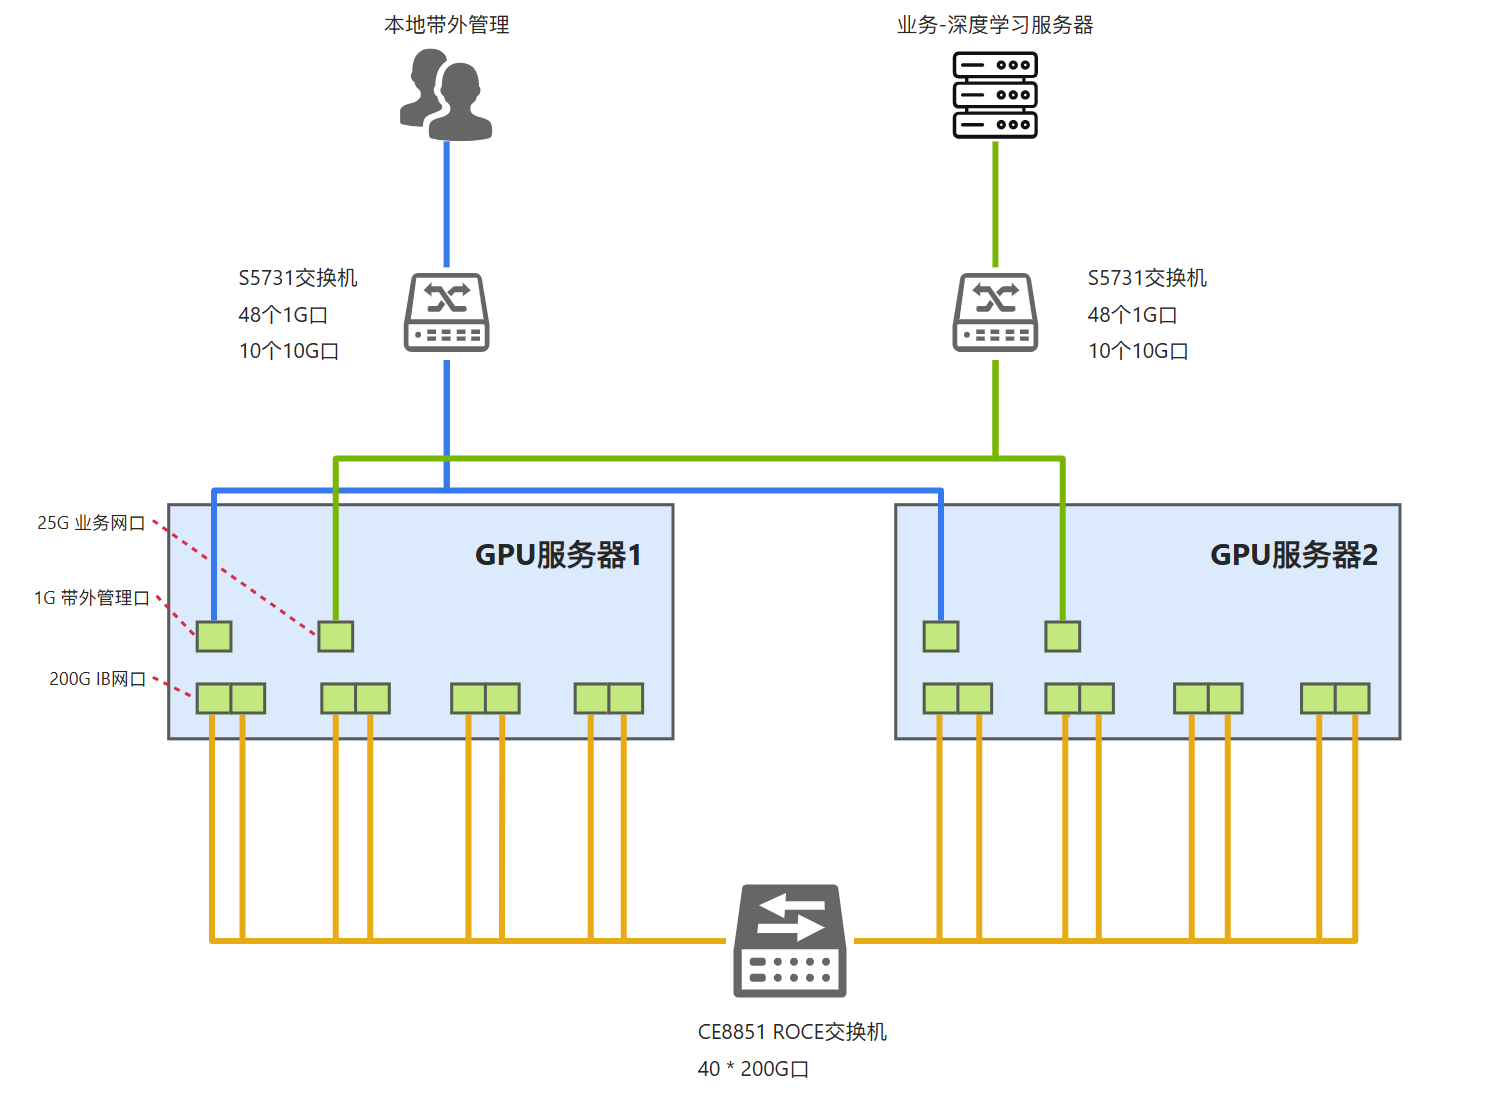 本地带外管理
业务-深度学习服务器
S5731交换机
48个1G口
10个10G口
S5731交换机
48个1G口
10个10G口
25G 业务网口
1G 带外管理口
200G IB网口
GPU服务器1
GPU服务器2
CE8851 ROCE交换机
40 * 200G口